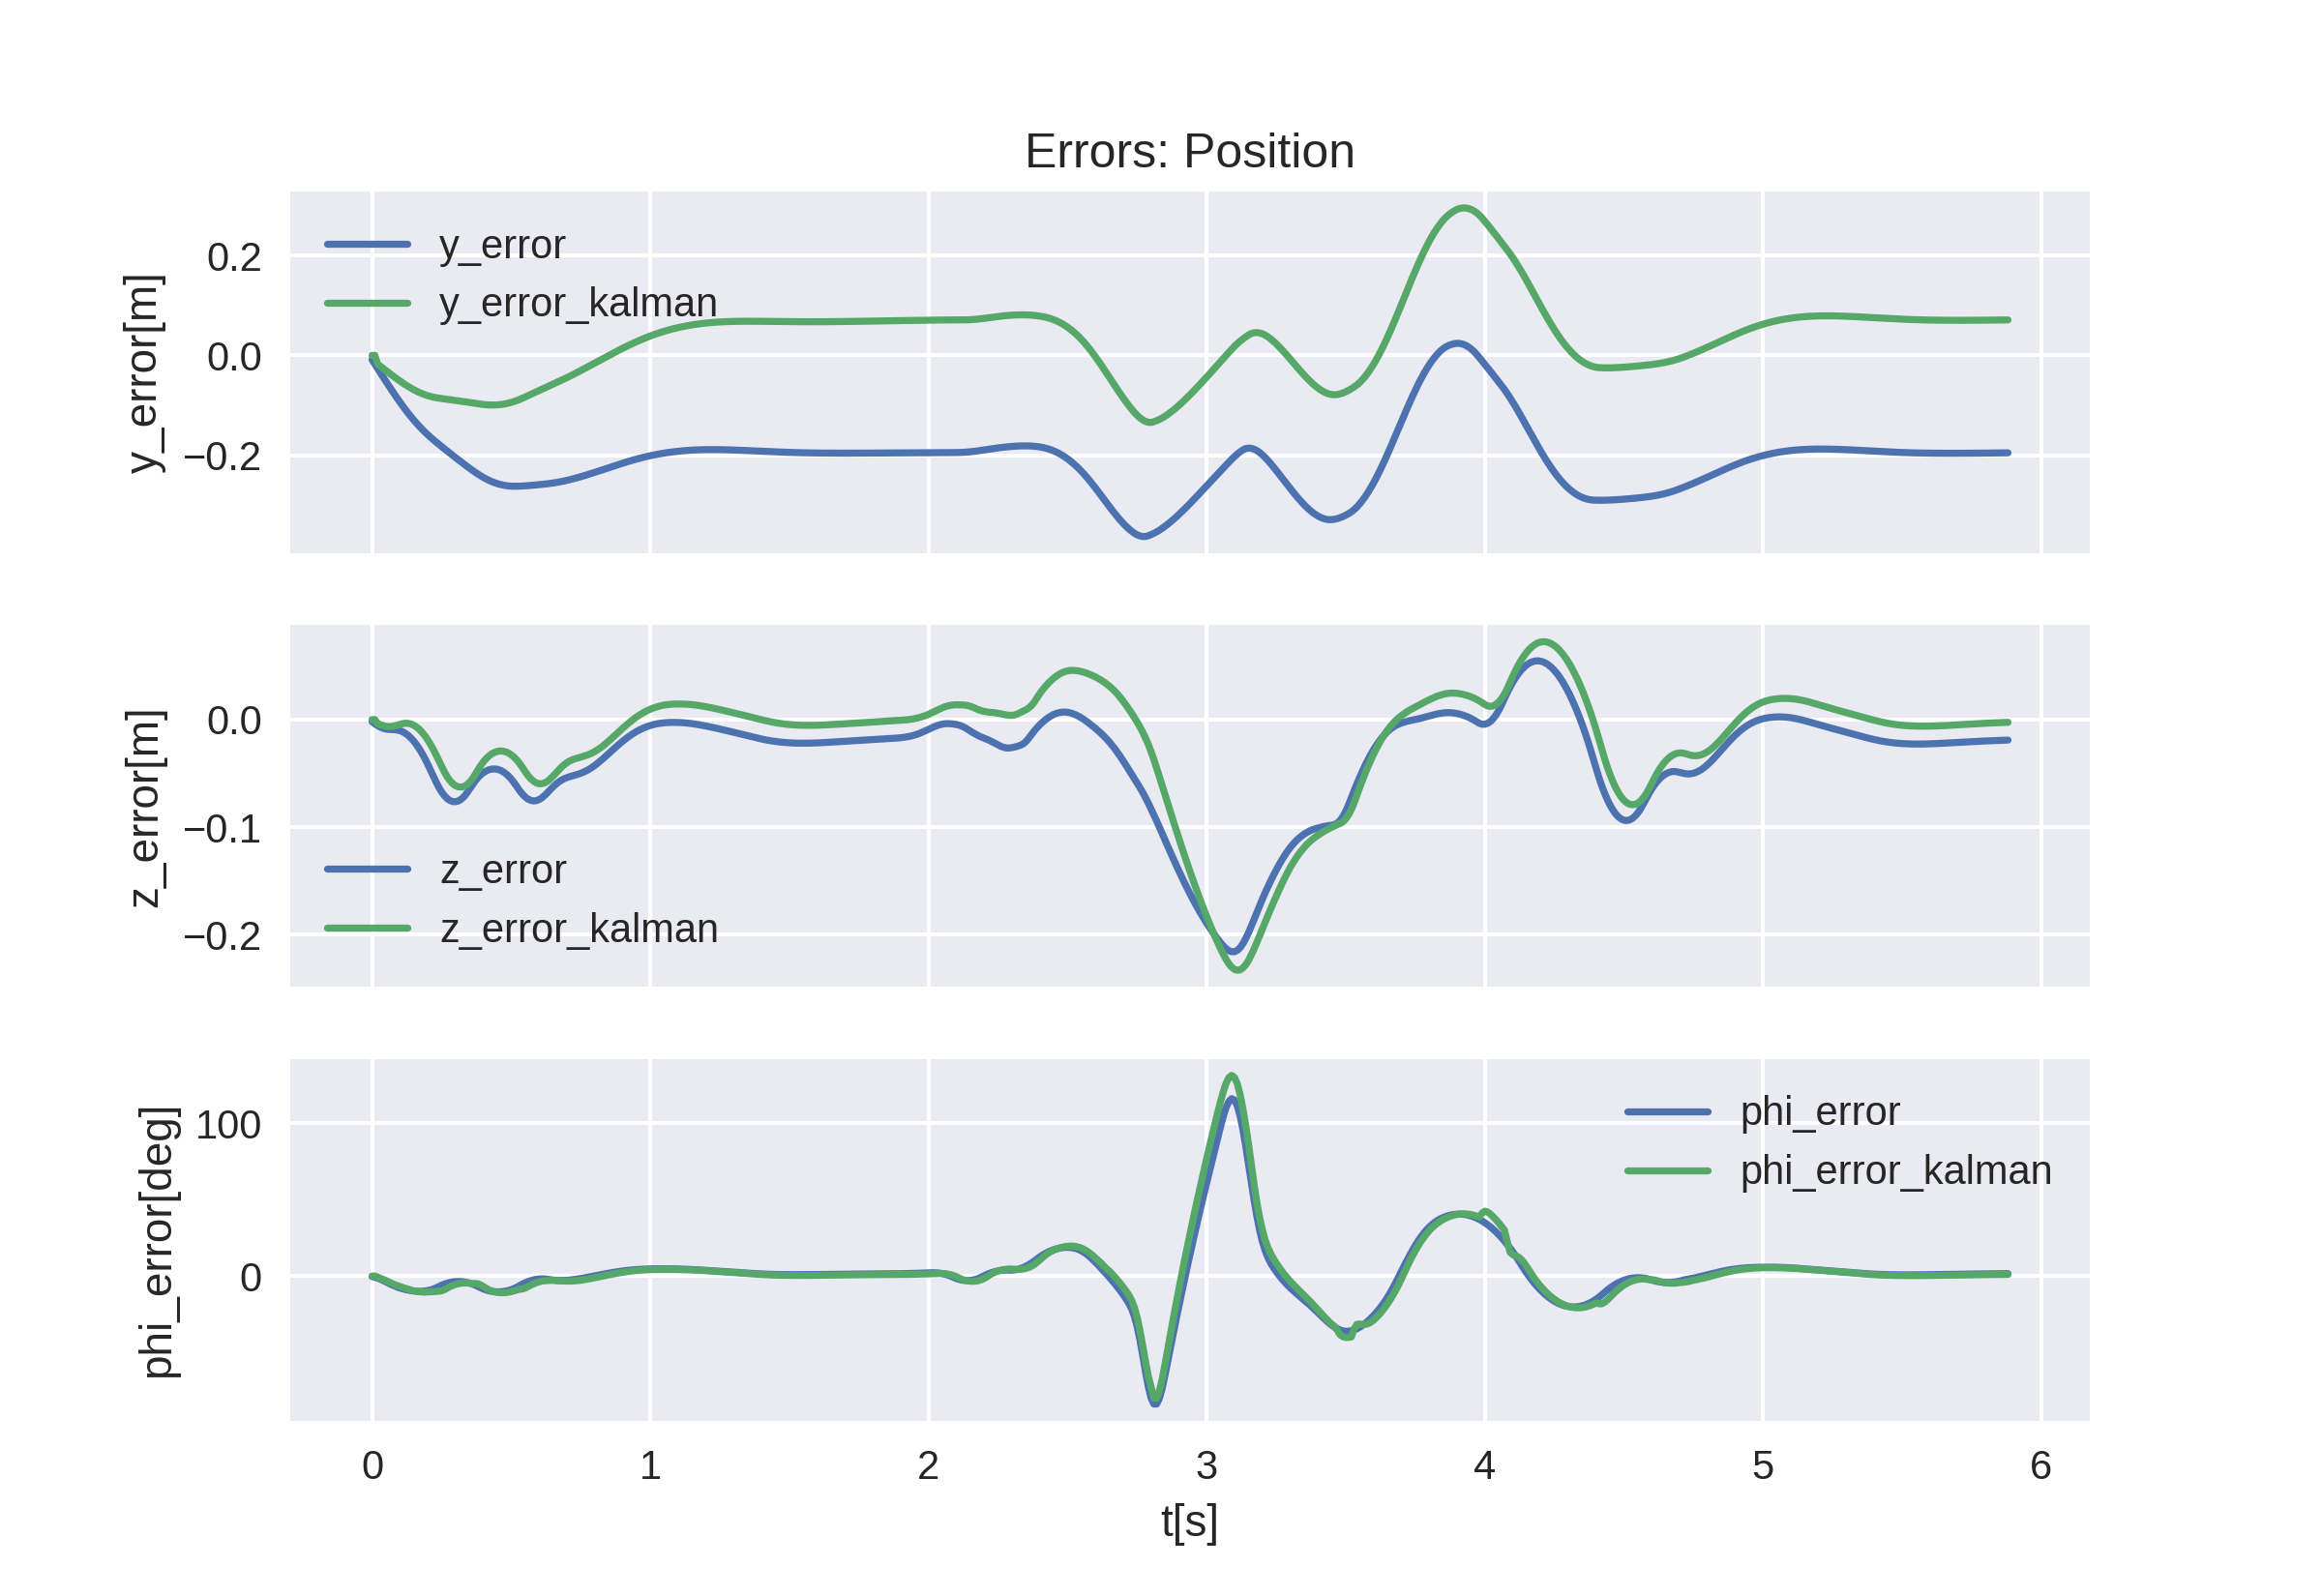 Errors: Position
y_error[m]
0.2
0.0
−0.2
y_error
y_error_kalman
z_error[m]
0.0
−0.1
−0.2
z_error
z_error_kalman
phi_error[deg]
100
0
phi_error
phi_error_kalman
0 1 2 3 4 5 6
t[s]